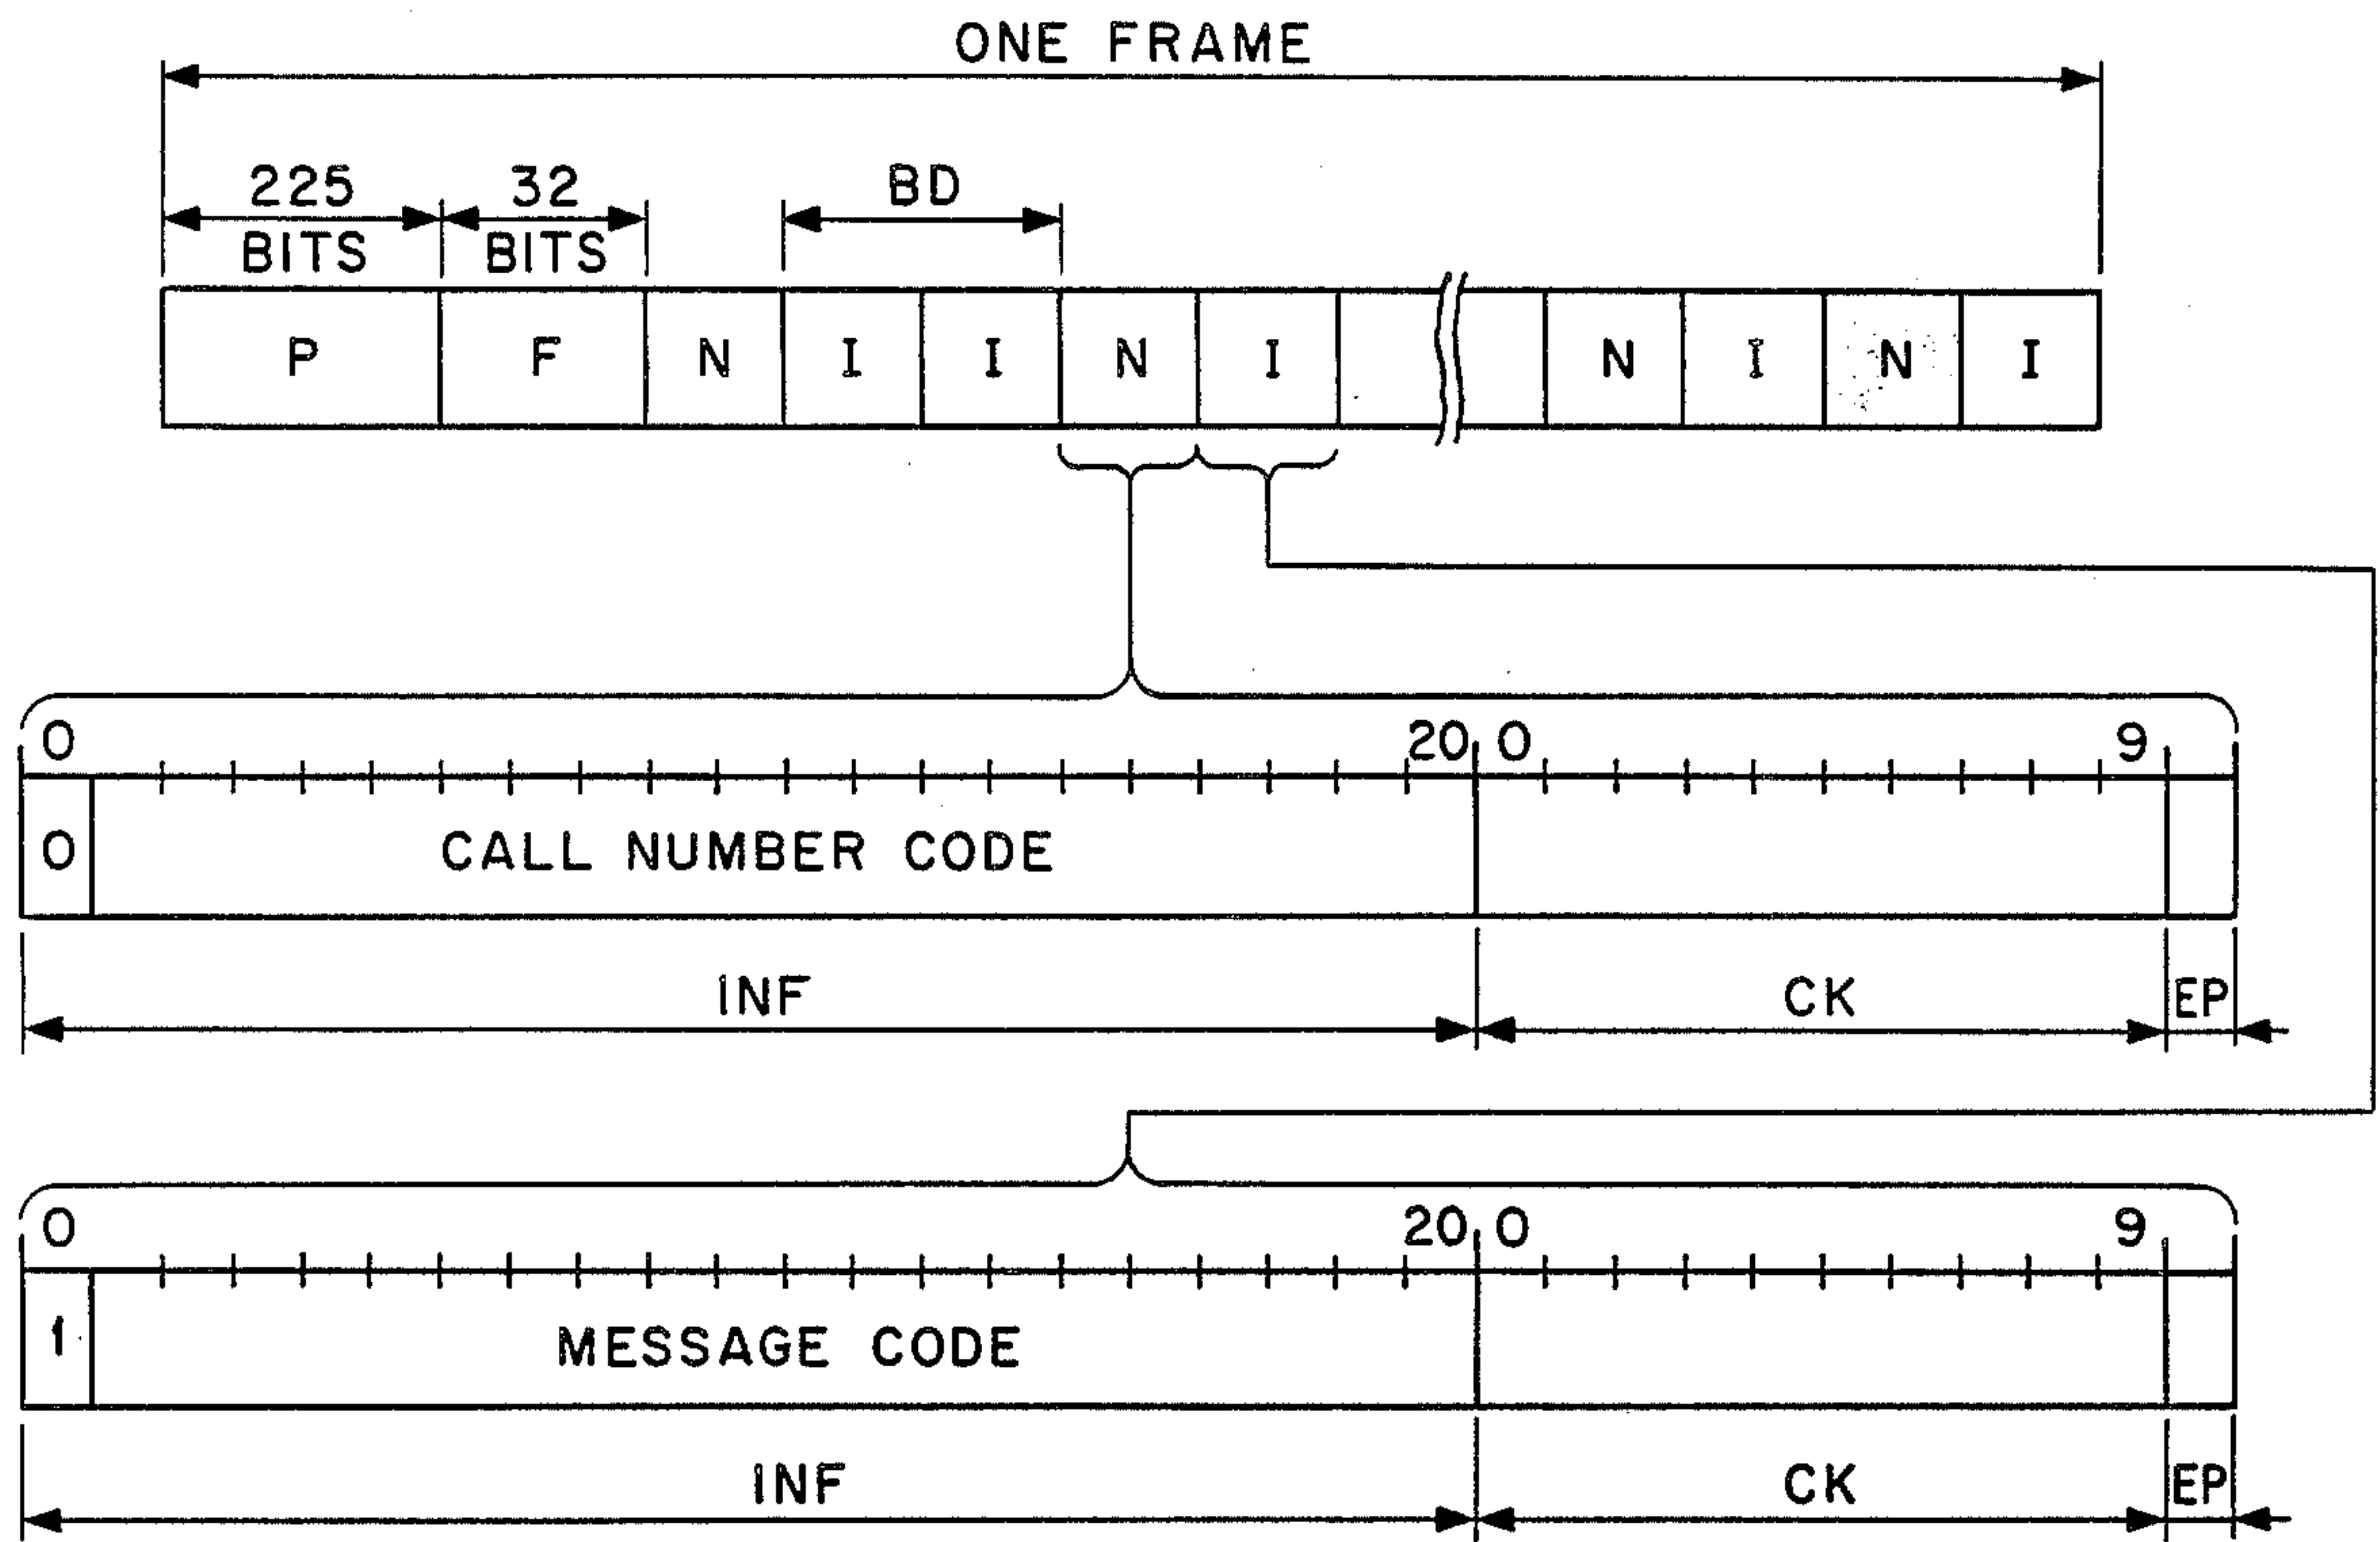 ONE FRAME
225 BITS
32 BITS
BD
P F N I I N I N I N I
0 20 0 9
0 CALL NUMBER CODE
INF CK EP
0 20 0 9
1 MESSAGE CODE
INF CK EP